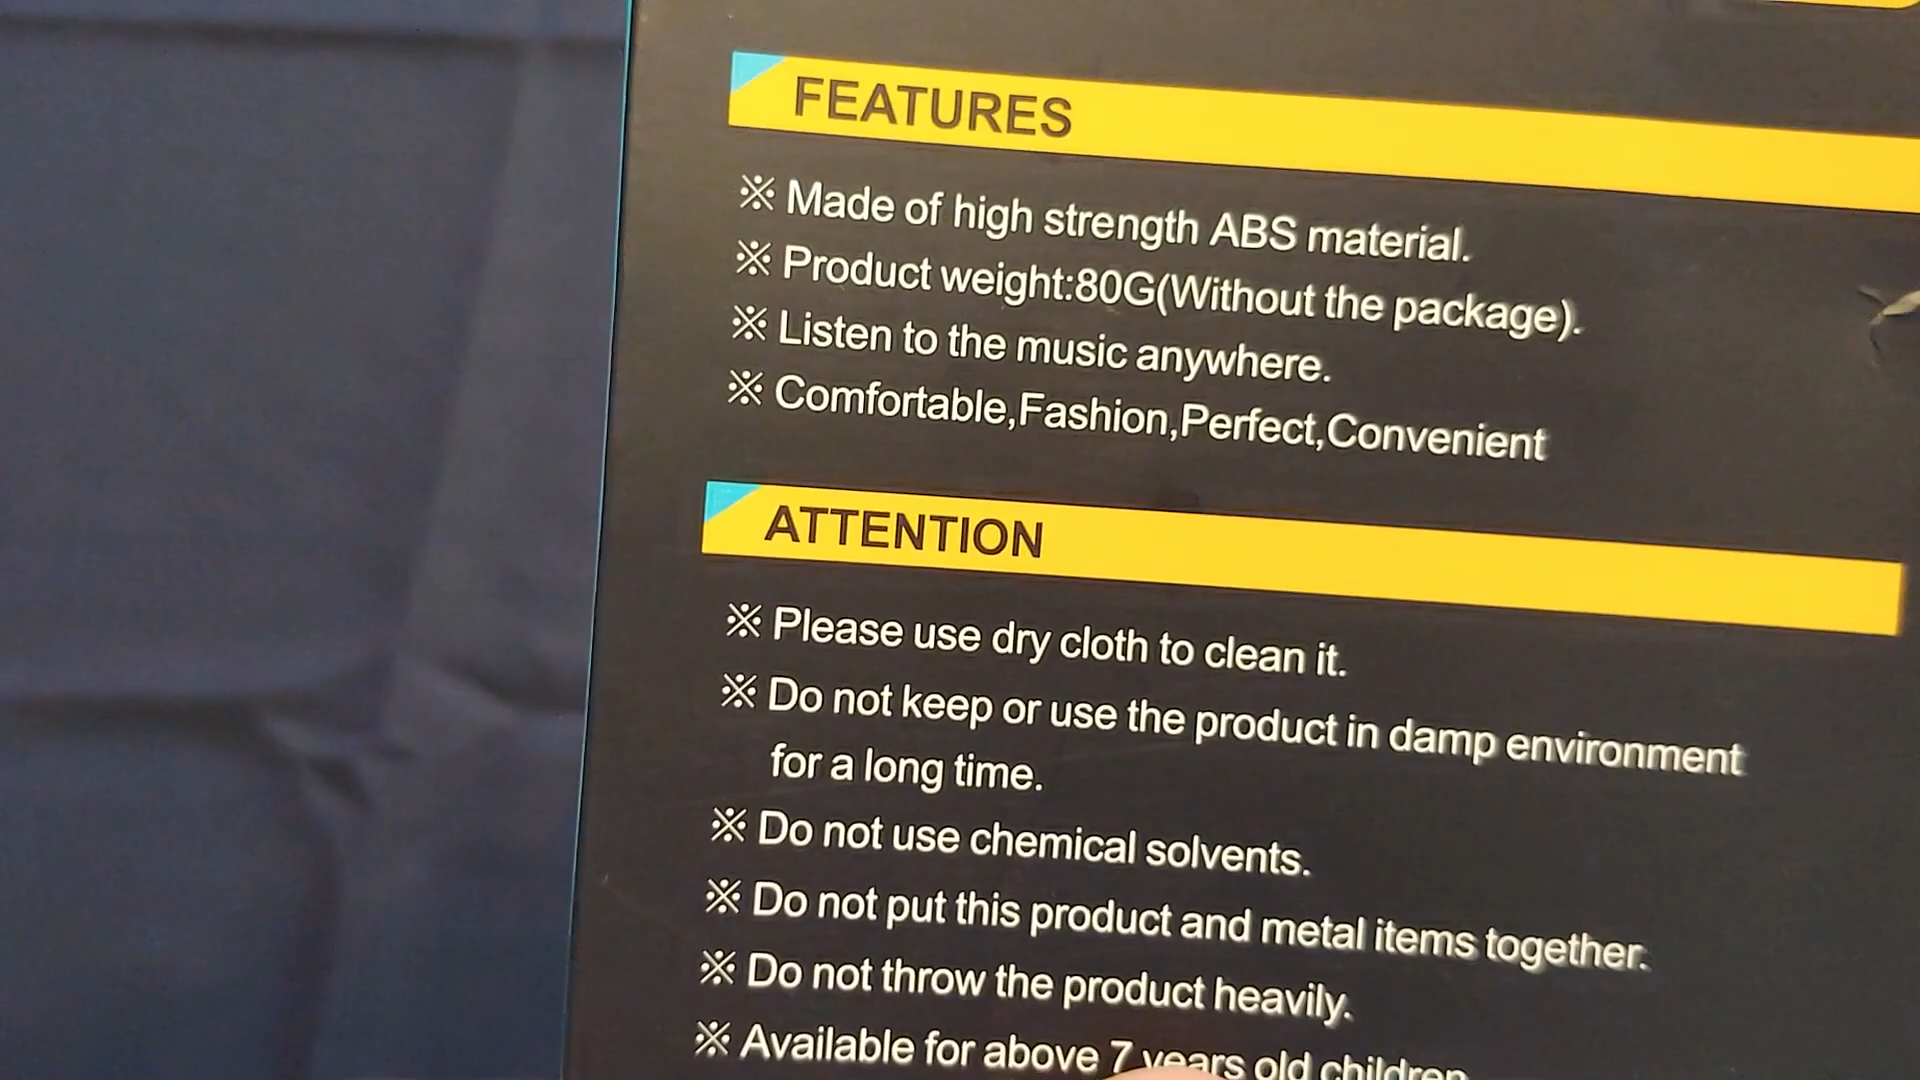 FEATURES
※ Made of high strength ABS material.
※ Product weight:80G(Without the package).
※ Listen to the music anywhere.
※ Comfortable,Fashion,Perfect,Convenient
ATTENTION
※ Please use dry cloth to clean it.
※ Do not keep or use the product in damp environment
for a long time.
※ Do not use chemical solvents.
※ Do not put this product and metal items together.
※ Do not throw the product heavily.
※ Available for above 7 years old children